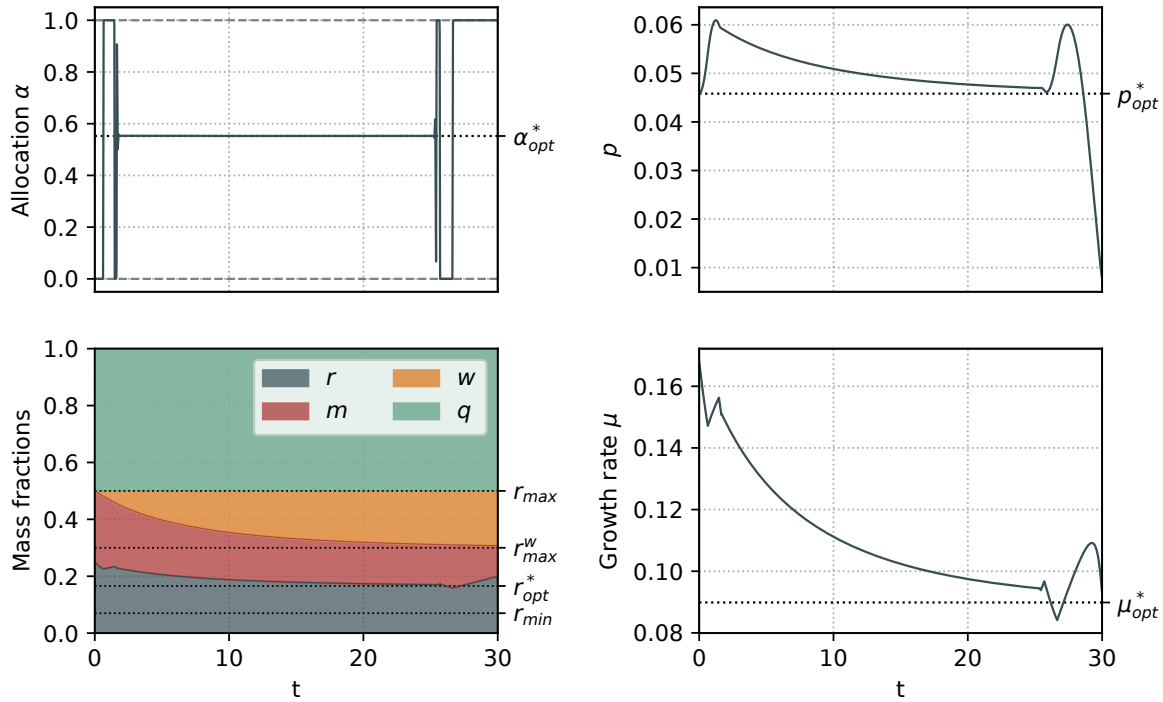 Allocation α
1.0
0.8
0.6
0.4
0.2
0.0
α*opt
p
0.06
0.05
0.04
0.03
0.02
0.01
p*opt
Mass fractions
1.0
0.8
0.6
0.4
0.2
0.0
r w
m q
rmax
rwmax
r*opt
rmin
0 10 20 30
t
Growth rate μ
0.16
0.14
0.12
0.10
0.08
μ*opt
0 10 20 30
t